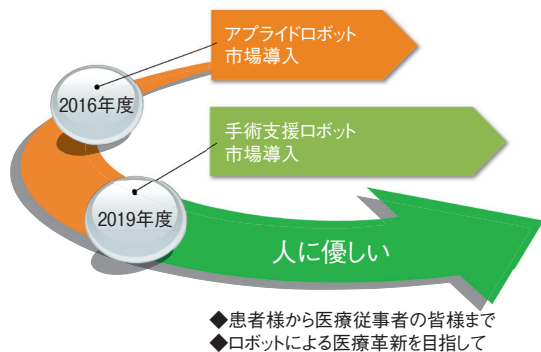 アプライドロボット
市場導入
2016年度
手術支援ロボット
市場導入
2019年度
人に優しい
◆患者様から医療従事者の皆様まで
◆ロボットによる医療革新を目指して